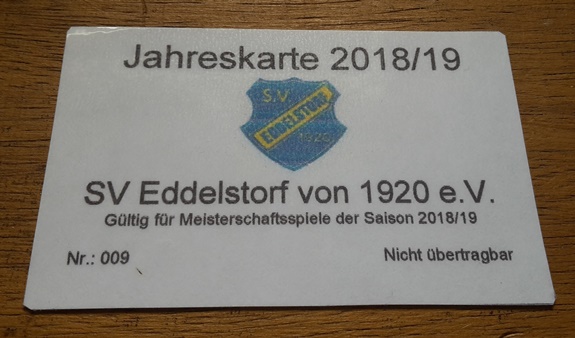 Jahreskarte 2018/19
S.V.
EDDELSTORF
1920
SV Eddelstorf von 1920 e.V.
Gültig für Meisterschaftsspiele der Saison 2018/19
Nr.: 009
Nicht übertragbar